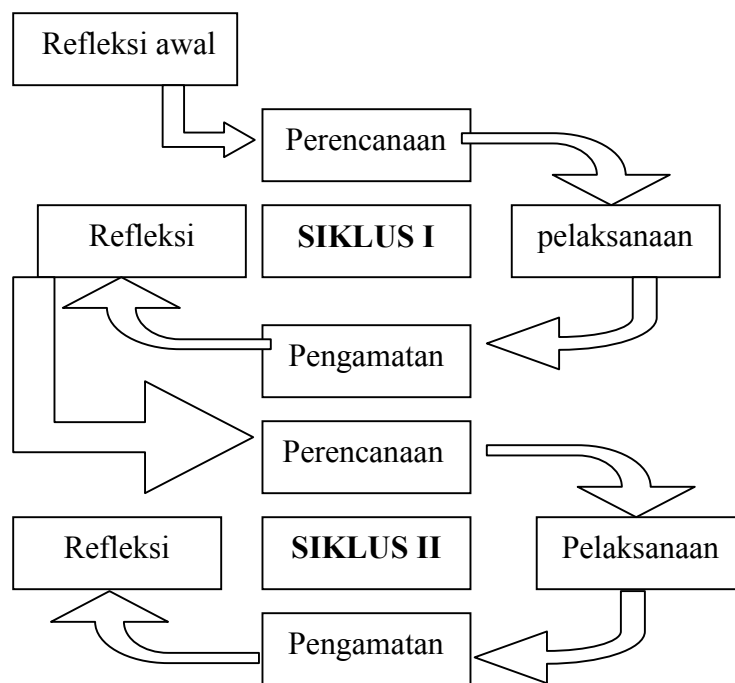 Refleksi awal
Perencanaan
Refleksi
SIKLUS I
pelaksanaan
Pengamatan
Perencanaan
Refleksi
SIKLUS II
Pelaksanaan
Pengamatan